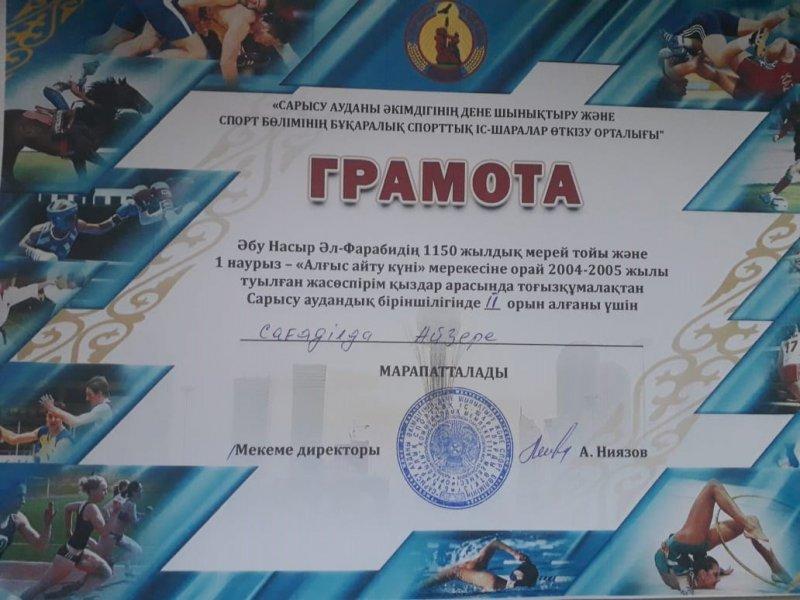 «САРЫСУ АУДАНЫ ӘКІМДІГІНІҢ ДЕНЕ ШЫНЫҚТЫРУ ЖӘНЕ
СПОРТ БӨЛІМІНІҢ БҰҚАРАЛЫҚ СПОРТТЫҚ ІС-ШАРАЛАР ӨТКІЗУ ОРТАЛЫҒЫ"
ГРАМОТА
Әбу Насыр Әл-Фарабидің 1150 жылдық мерей тойы және
1 наурыз – «Алғыс айту күні» мерекесіне орай 2004-2005 жылы
туылған жасөспірім қыздар арасында тоғызқұмалақтан
Сарысу аудандық біріншілігінде II орын алғаны үшін
Сағаділда Айзере
МАРАПАТТАЛАДЫ
Мекеме директоры А. Ниязов